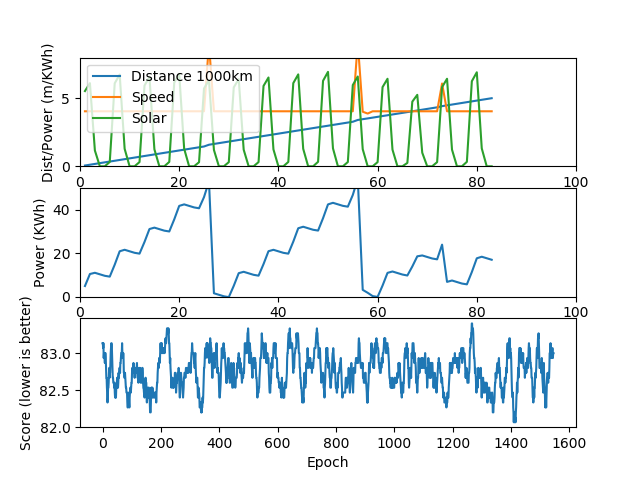 Dist/Power (m/KWh)
5
0
Distance 1000km
Speed
Solar
0 20 40 60 80 100
Power (KWh)
40
20
0
0 20 40 60 80 100
Score (lower is better)
83.0
82.5
82.0
0 200 400 600 800 1000 1200 1400 1600
Epoch